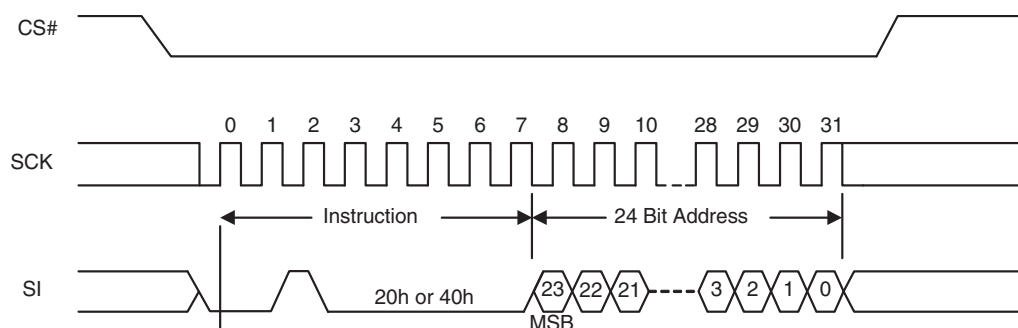 CS#
0 1 2 3 4 5 6 7 8 9 10 28 29 30 31
SCK
Instruction 24 Bit Address
SI 20h or 40h 23 22 21 3 2 1 0
MSB